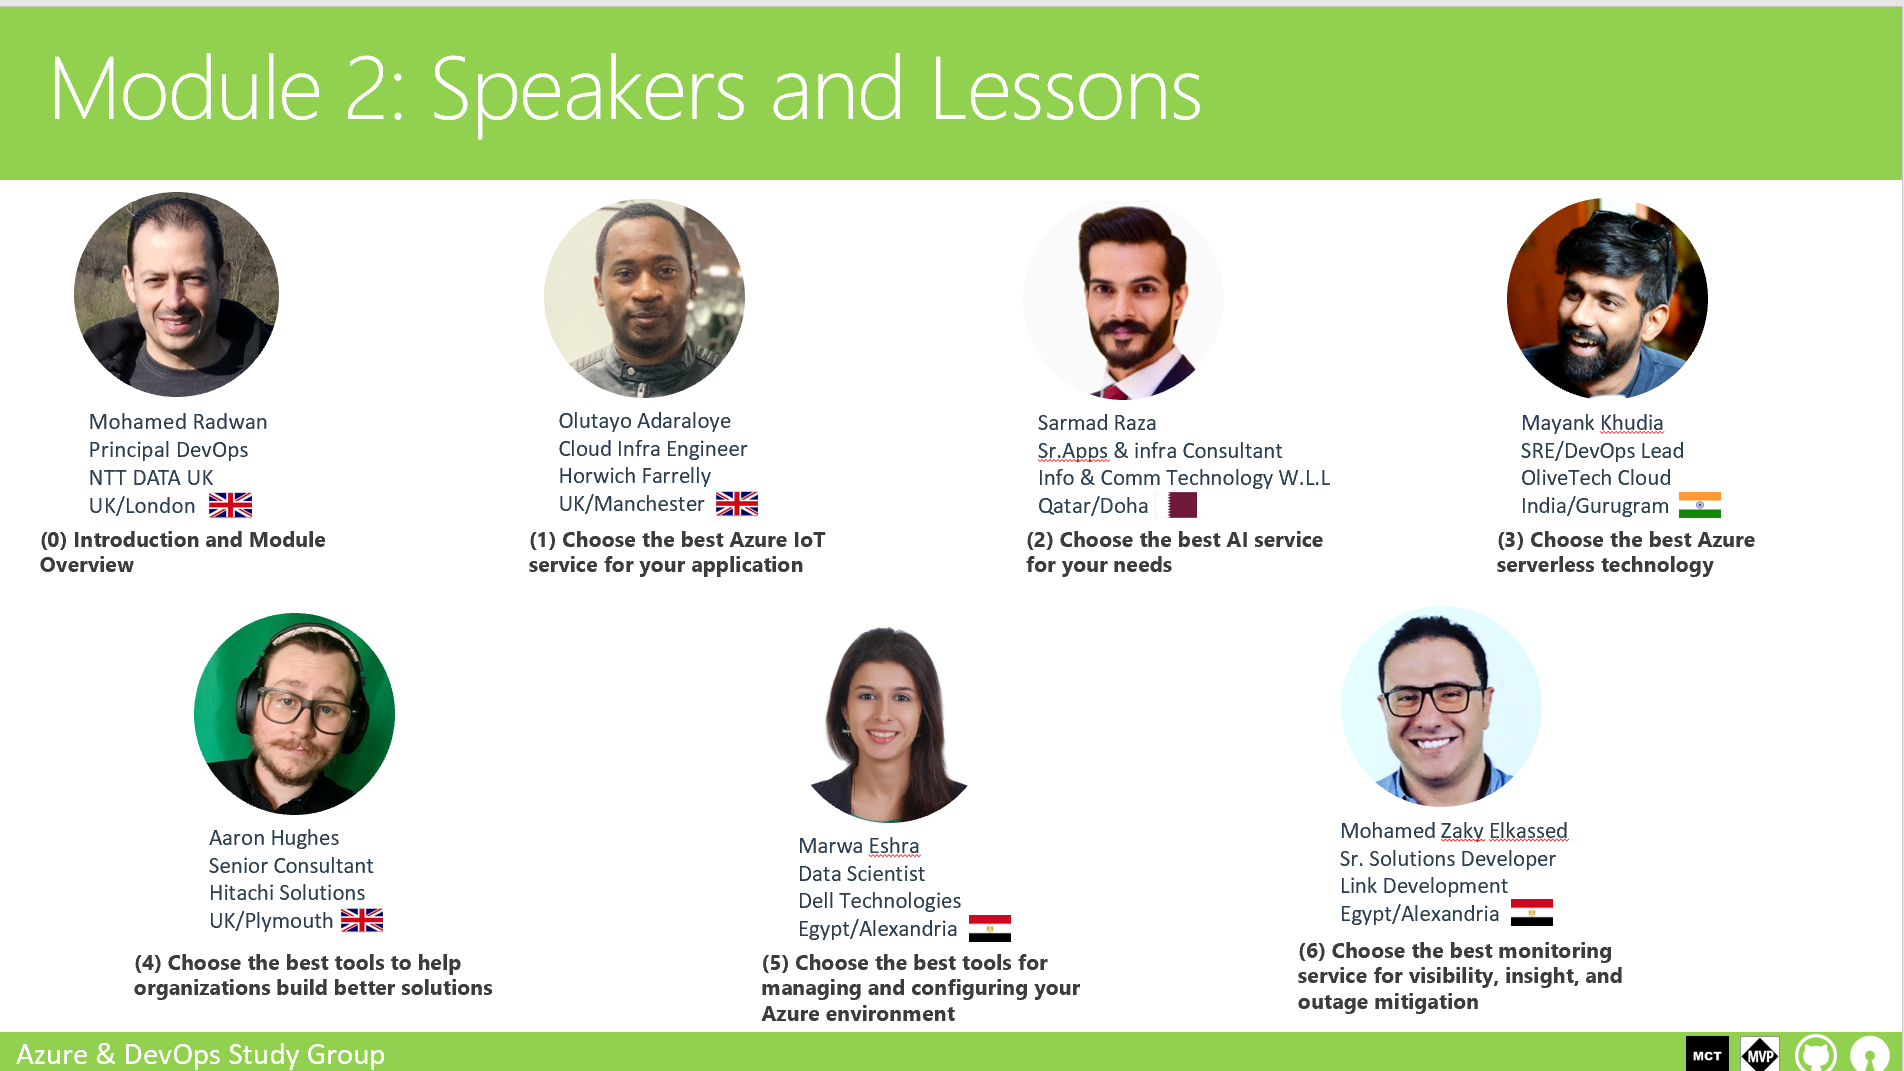 Module 2: Speakers and Lessons
Mohamed Radwan
Principal DevOps
NTT DATA UK
UK/London
(0) Introduction and Module
Overview
Olutayo Adaraloye
Cloud Infra Engineer
Horwich Farrelly
UK/Manchester
(1) Choose the best Azure IoT
service for your application
Sarmad Raza
Sr.Apps & infra Consultant
Info & Comm Technology W.L.L
Qatar/Doha
(2) Choose the best AI service
for your needs
Mayank Khudia
SRE/DevOps Lead
OliveTech Cloud
India/Gurugram
(3) Choose the best Azure
serverless technology
Aaron Hughes
Senior Consultant
Hitachi Solutions
UK/Plymouth
(4) Choose the best tools to help
organizations build better solutions
Marwa Eshra
Data Scientist
Dell Technologies
Egypt/Alexandria
(5) Choose the best tools for
managing and configuring your
Azure environment
Mohamed Zaky Elkassed
Sr. Solutions Developer
Link Development
Egypt/Alexandria
(6) Choose the best monitoring
service for visibility, insight, and
outage mitigation
Azure & DevOps Study Group
MCT
MVP